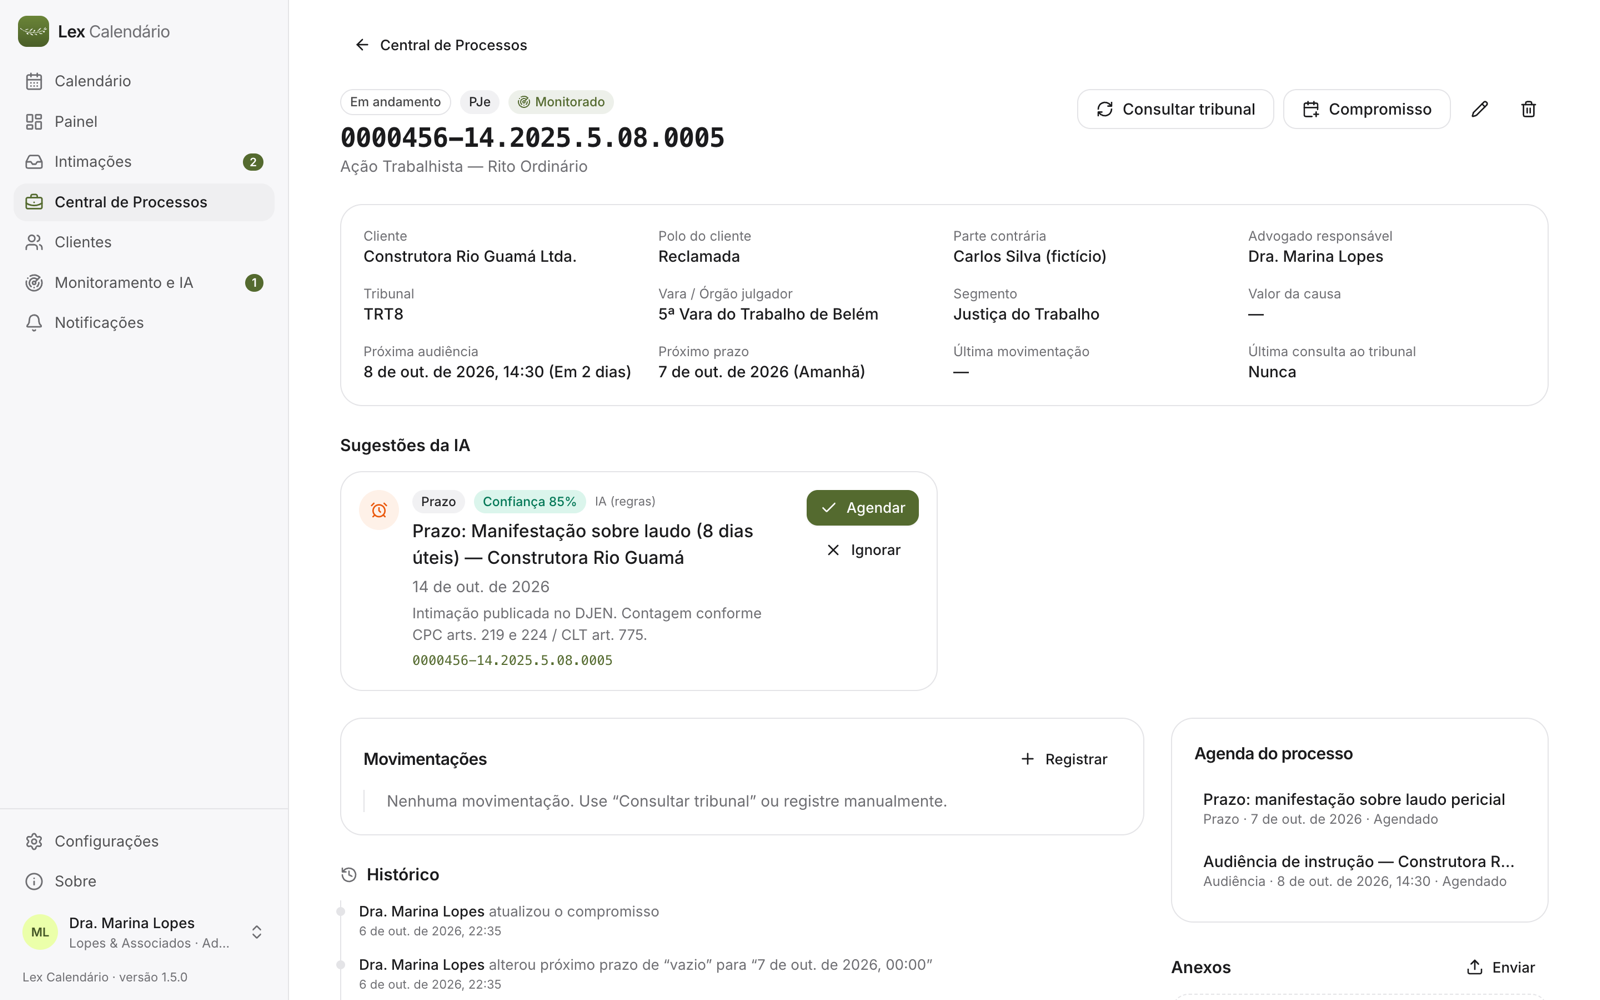 Lex Calendário
Calendário
Painel
Intimações 2
Central de Processos
Clientes
Monitoramento e IA 1
Notificações
Configurações
Sobre
ML
Dra. Marina Lopes
Lopes & Associados · Ad...
Lex Calendário · versão 1.5.0
Central de Processos
Em andamento PJe Monitorado
0000456-14.2025.5.08.0005
Ação Trabalhista — Rito Ordinário
Consultar tribunal
Compromisso
Cliente
Construtora Rio Guamá Ltda.
Polo do cliente
Reclamada
Parte contrária
Carlos Silva (fictício)
Advogado responsável
Dra. Marina Lopes
Tribunal
TRT8
Vara / Órgão julgador
5ª Vara do Trabalho de Belém
Segmento
Justiça do Trabalho
Valor da causa
—
Próxima audiência
8 de out. de 2026, 14:30 (Em 2 dias)
Próximo prazo
7 de out. de 2026 (Amanhã)
Última movimentação
—
Última consulta ao tribunal
Nunca
Sugestões da IA
Prazo Confiança 85% IA (regras)
Prazo: Manifestação sobre laudo (8 dias
úteis) — Construtora Rio Guamá
14 de out. de 2026
Intimação publicada no DJEN. Contagem conforme
CPC arts. 219 e 224 / CLT art. 775.
0000456-14.2025.5.08.0005
Agendar
Ignorar
Movimentações
Registrar
Nenhuma movimentação. Use “Consultar tribunal” ou registre manualmente.
Histórico
Dra. Marina Lopes atualizou o compromisso
6 de out. de 2026, 22:35
Dra. Marina Lopes alterou próximo prazo de “vazio” para “7 de out. de 2026, 00:00”
6 de out. de 2026, 22:35
Agenda do processo
Prazo: manifestação sobre laudo pericial
Prazo · 7 de out. de 2026 · Agendado
Audiência de instrução — Construtora R...
Audiência · 8 de out. de 2026, 14:30 · Agendado
Anexos
Enviar